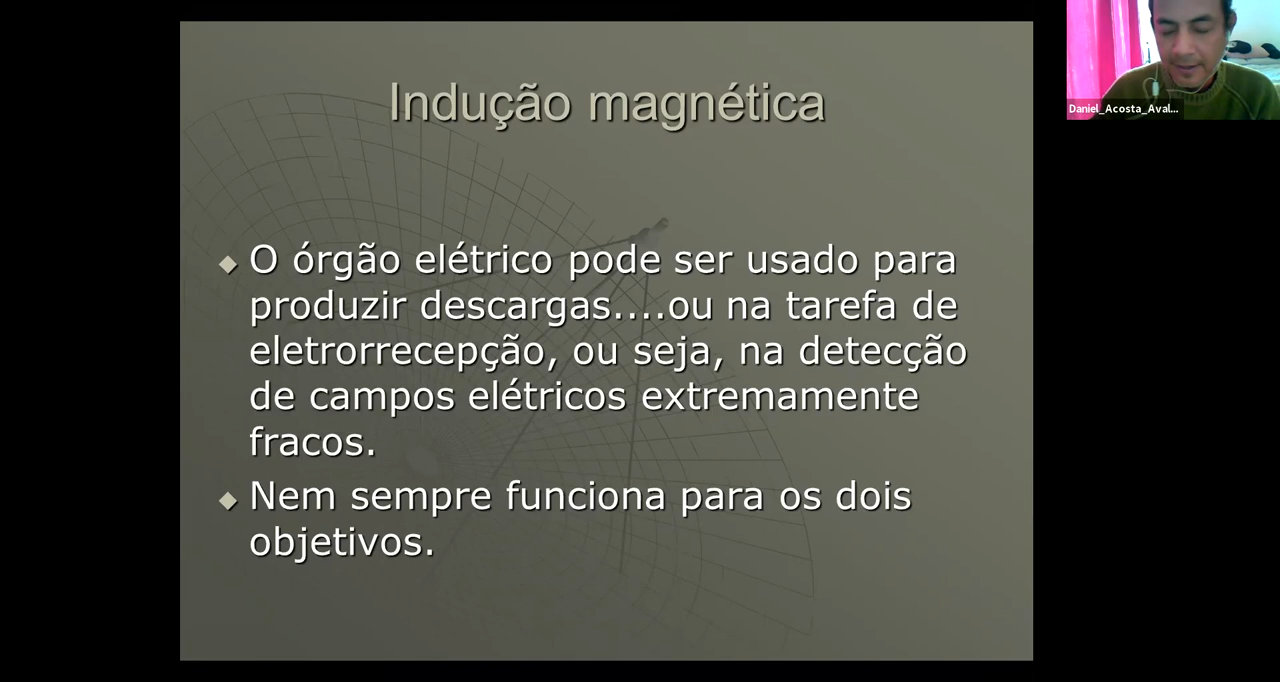 Indução magnética
O órgão elétrico pode ser usado para
produzir descargas....ou na tarefa de
eletrorrecepção, ou seja, na detecção
de campos elétricos extremamente
fracos.
Nem sempre funciona para os dois
objetivos.
Daniel_Acosta_Aval...